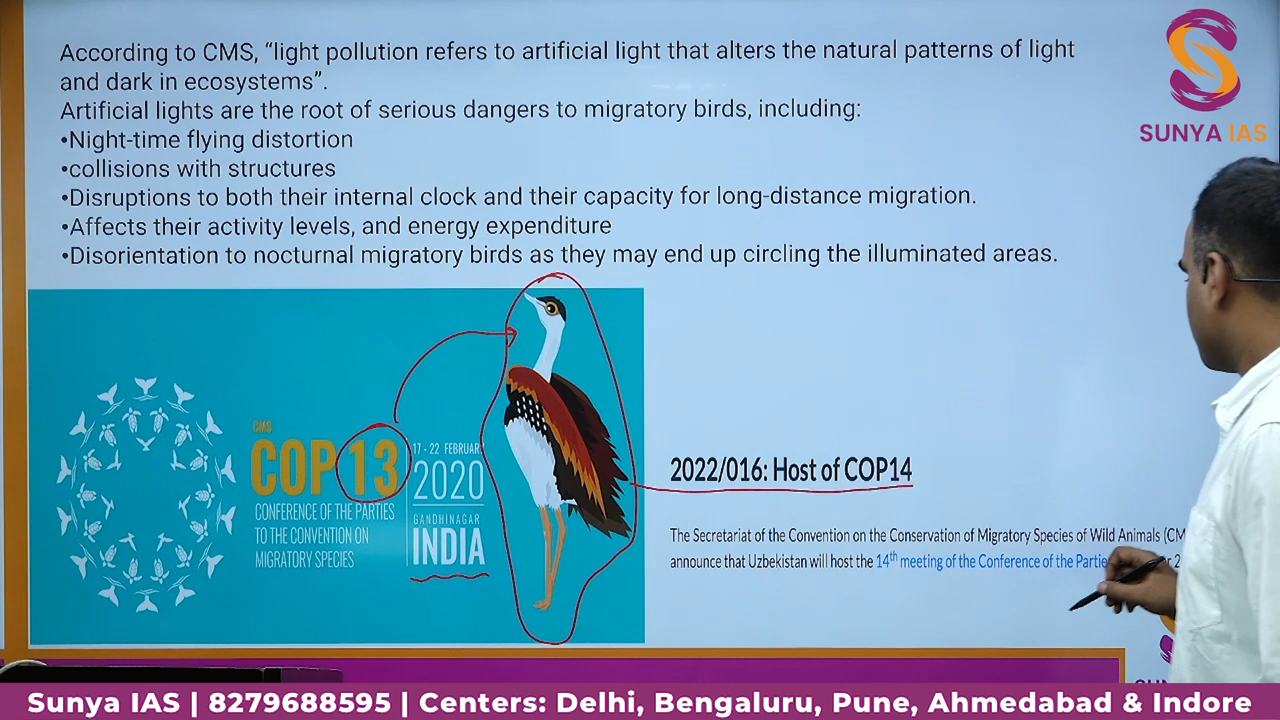 According to CMS, “light pollution refers to artificial light that alters the natural patterns of light
and dark in ecosystems”.
Artificial lights are the root of serious dangers to migratory birds, including:
•Night-time flying distortion
•collisions with structures
•Disruptions to both their internal clock and their capacity for long-distance migration.
•Affects their activity levels, and energy expenditure
•Disorientation to nocturnal migratory birds as they may end up circling the illuminated areas.
SUNYA IAS
CMS
COP13
CONFERENCE OF THE PARTIES
TO THE CONVENTION ON
MIGRATORY SPECIES
17 - 22 FEBRUARY
2020
GANDHINAGAR
INDIA
2022/016: Host of COP14
The Secretariat of the Convention on the Conservation of Migratory Species of Wild Animals (CM
announce that Uzbekistan will host the 14th meeting of the Conference of the Partie
Sunya IAS | 8279688595 | Centers: Delhi, Bengaluru, Pune, Ahmedabad & Indore